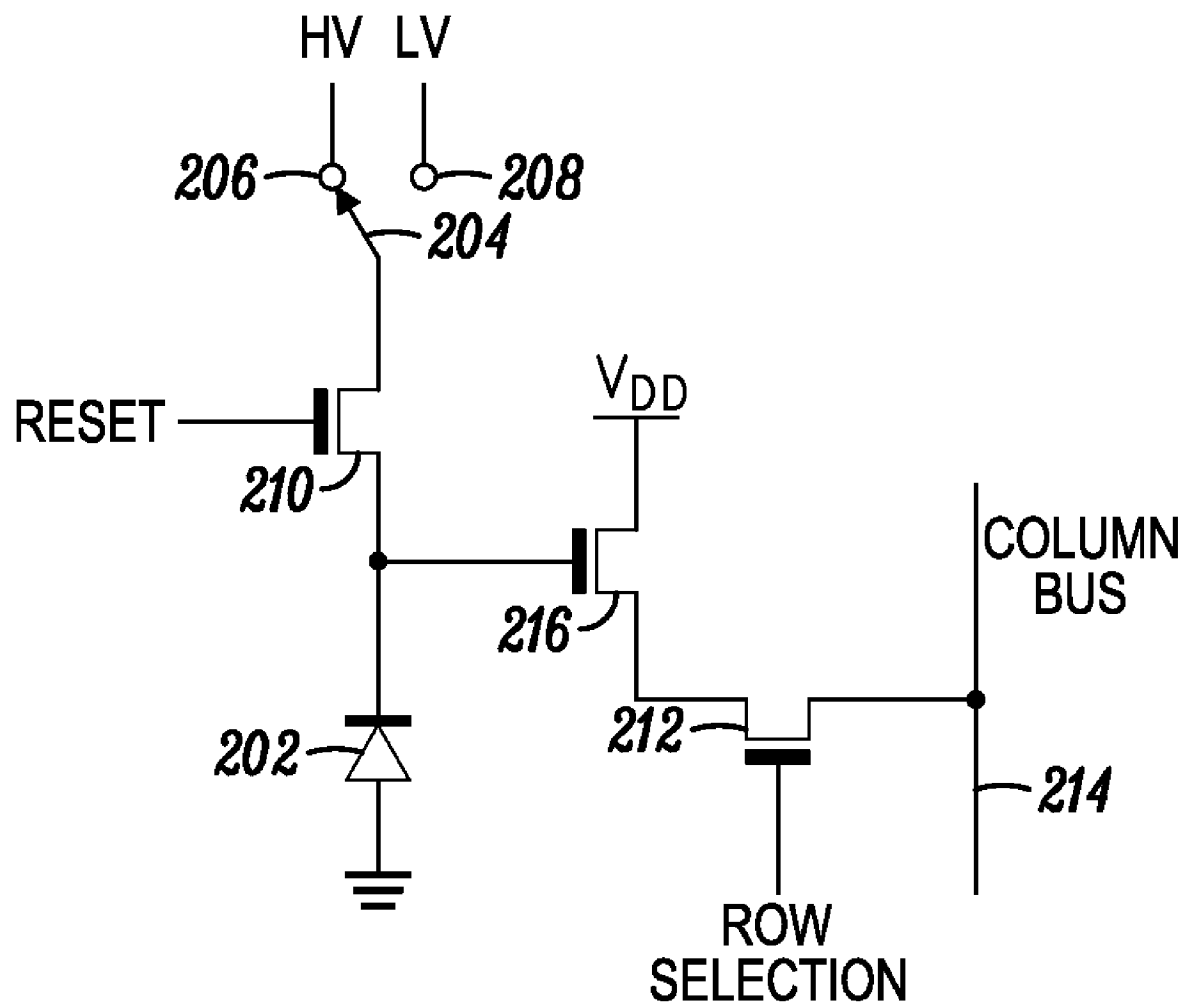 HV LV
206
208
204
RESET
210
VDD
216
COLUMN
BUS
202
212
214
ROW
SELECTION